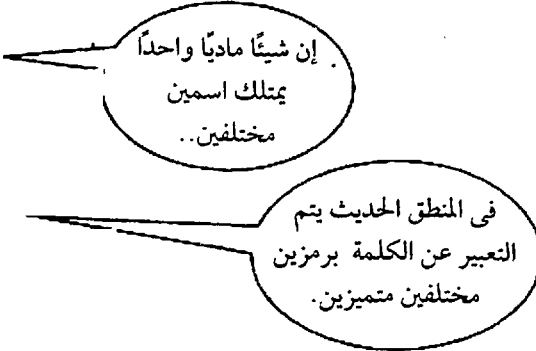 إن شيئًا ماديًا واحدًا
يمتلك اسمين
مختلفين..
فى المنطق الحديث يتم
التعبير عن الكلمة برمزين
مختلفين متميزين.